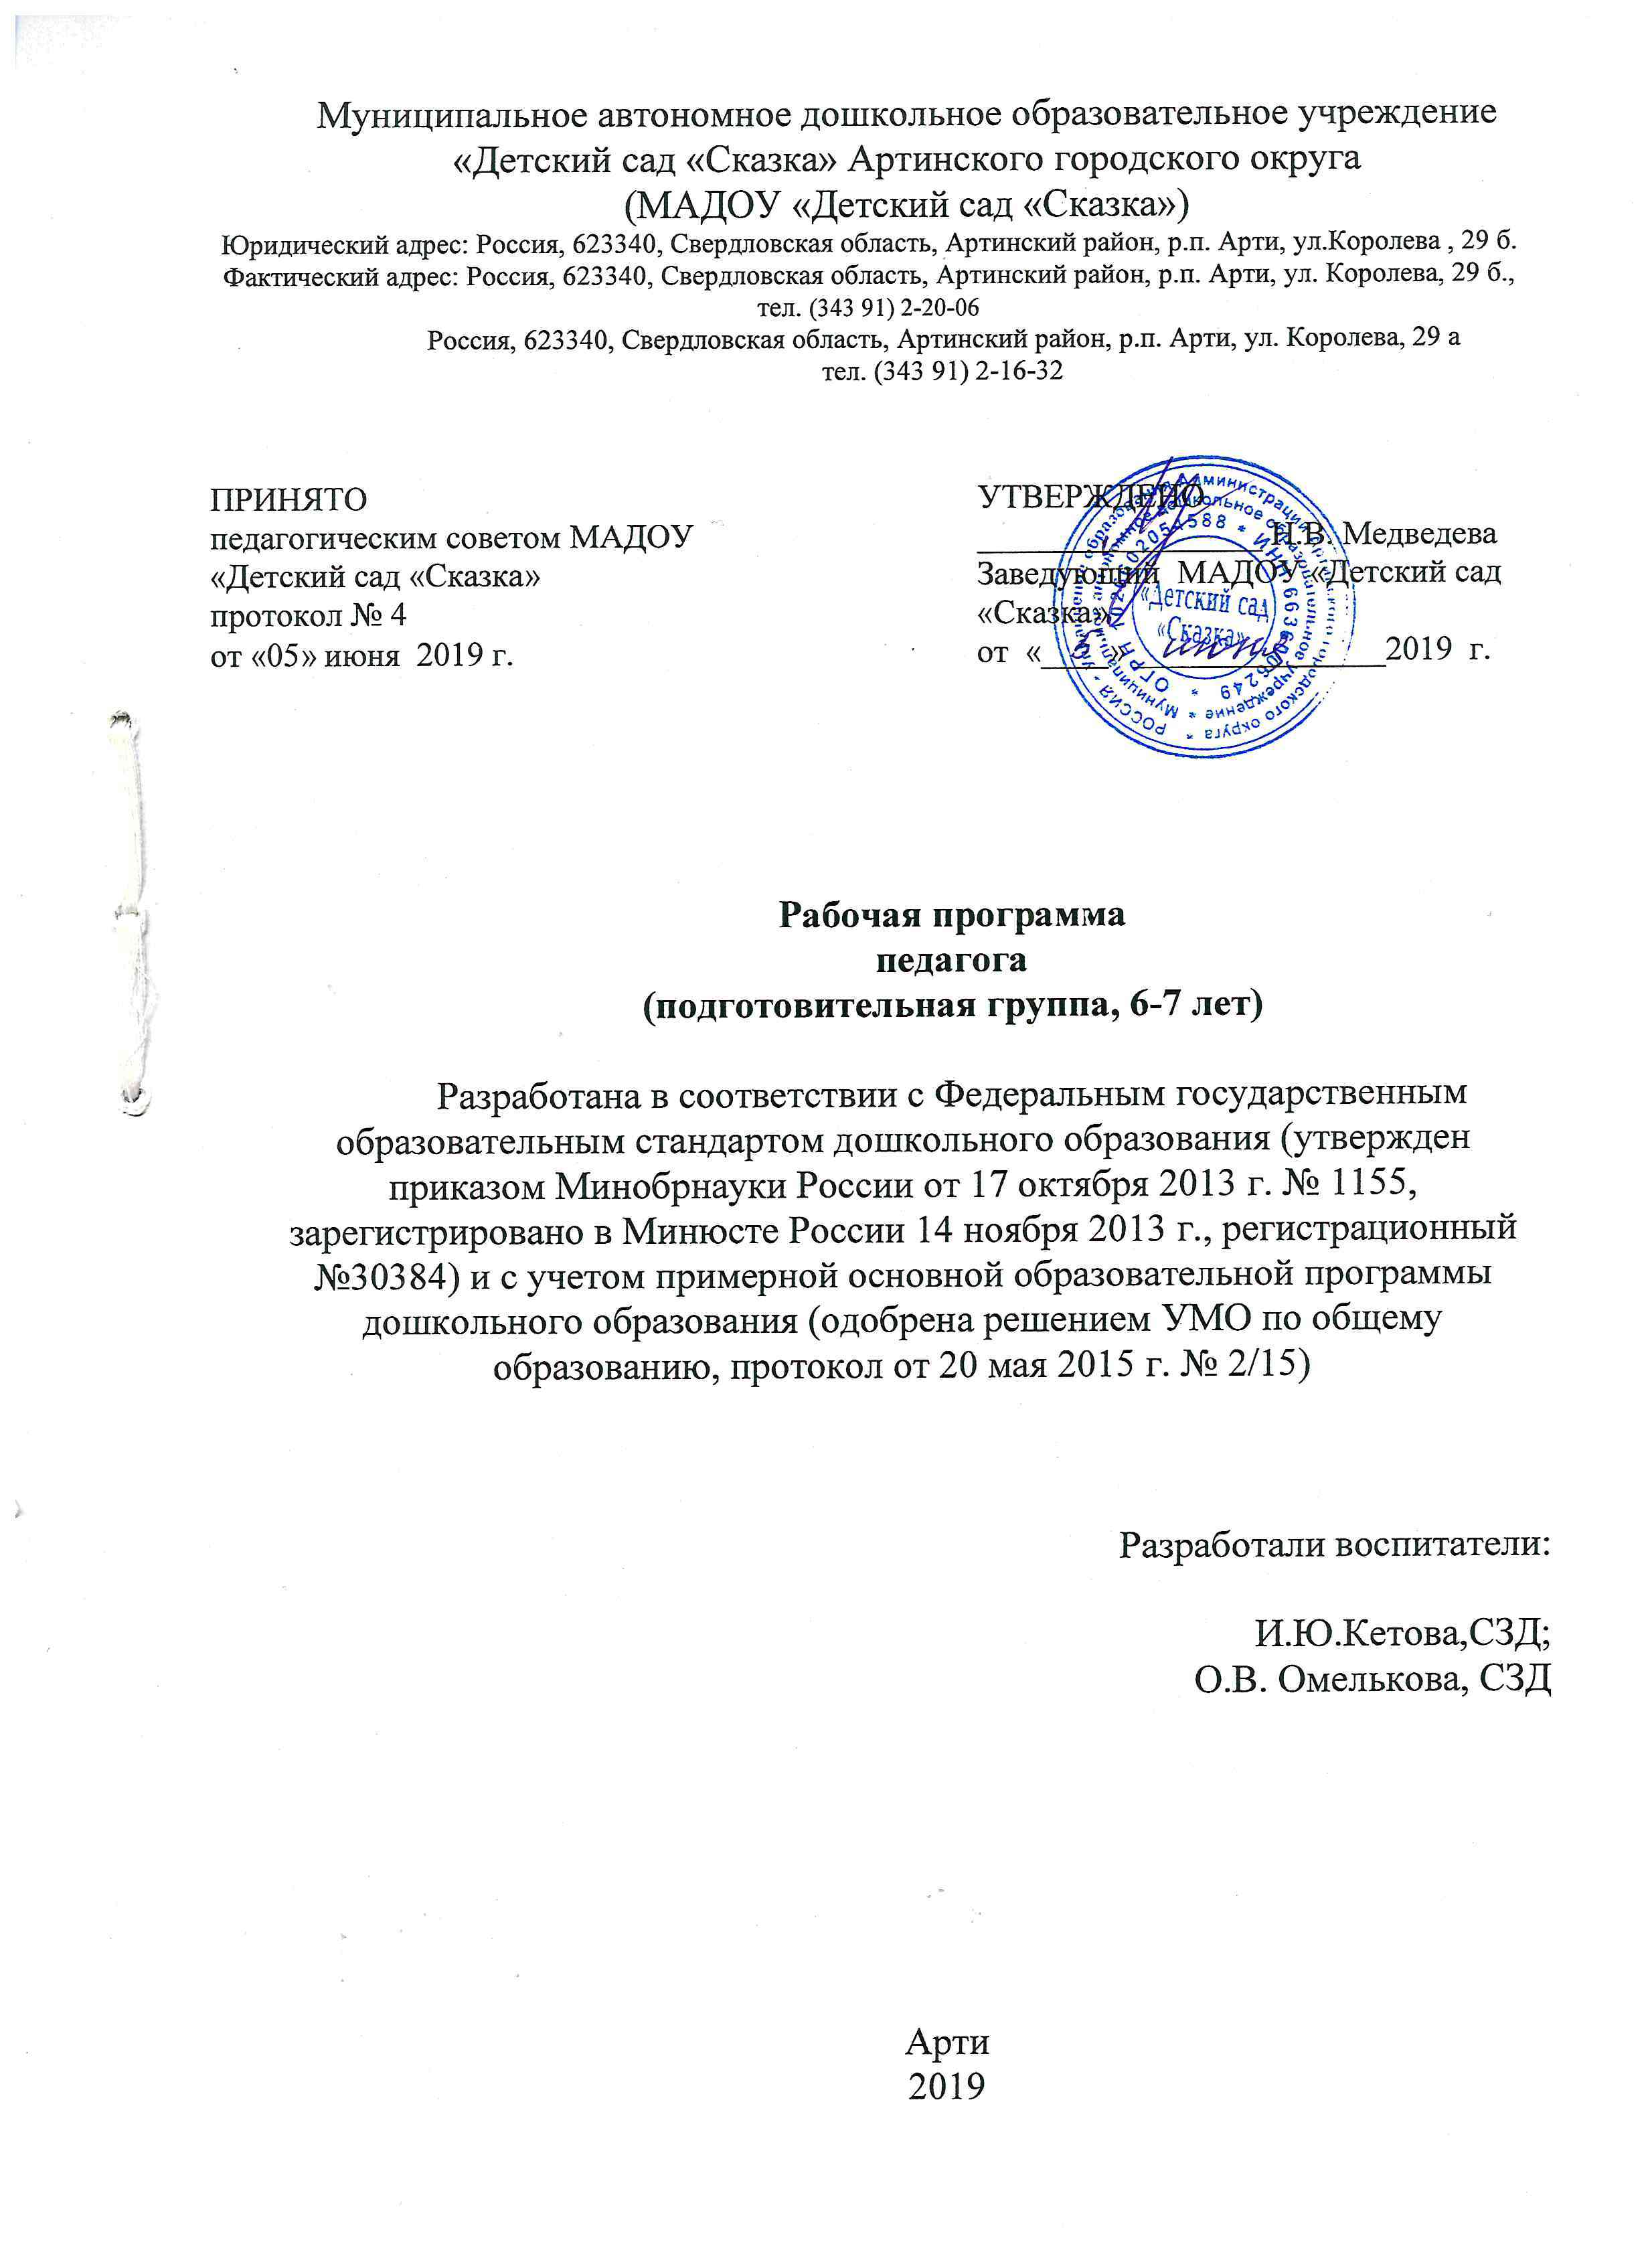 Муниципальное автономное дошкольное образовательное учреждение
«Детский сад «Сказка» Артинского городского округа
(МАДОУ «Детский сад «Сказка»)
Юридический адрес: Россия, 623340, Свердловская область, Артинский район, р.п. Арти, ул.Королева , 29 б.
Фактический адрес: Россия, 623340, Свердловская область, Артинский район, р.п. Арти, ул. Королева, 29 б.,
тел. (343 91) 2-20-06
Россия, 623340, Свердловская область, Артинский район, р.п. Арти, ул. Королева, 29 а
тел. (343 91) 2-16-32
ПРИНЯТО
педагогическим советом МАДОУ
«Детский сад «Сказка»
протокол № 4
от «05» июня 2019 г.
УТВЕРЖДЕНО
Н.В. Медведева
Заведующий МАДОУ «Детский сад
«Сказка»
от «5» июня 2019 г.
«Детский сад
«Сказка»
Рабочая программа
педагога
(подготовительная группа, 6-7 лет)
Разработана в соответствии с Федеральным государственным
образовательным стандартом дошкольного образования (утвержден
приказом Минобрнауки России от 17 октября 2013 г. № 1155,
зарегистрировано в Минюсте России 14 ноября 2013 г., регистрационный
№30384) и с учетом примерной основной образовательной программы
дошкольного образования (одобрена решением УМО по общему
образованию, протокол от 20 мая 2015 г. № 2/15)
Разработали воспитатели:
И.Ю.Кетова,СЗД;
О.В. Омелькова, СЗД
Арти
2019